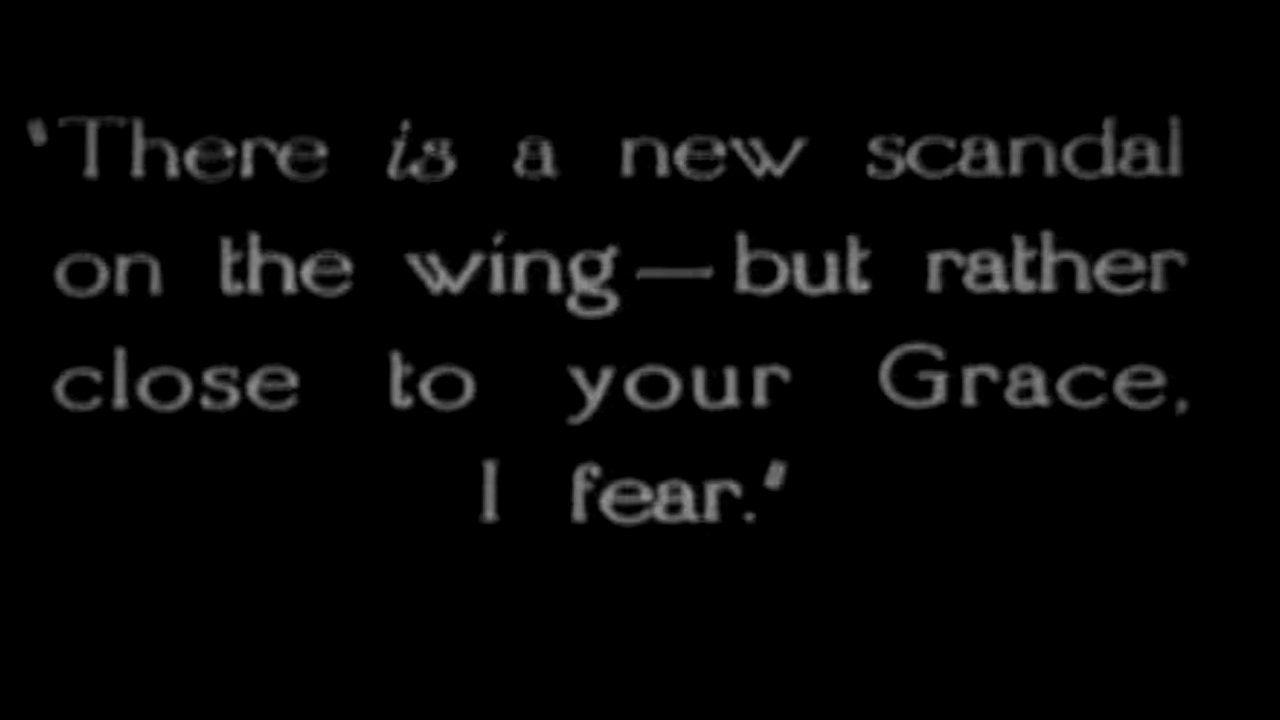 "There is a new scandal
on the wing—but rather
close to your Grace,
I fear."